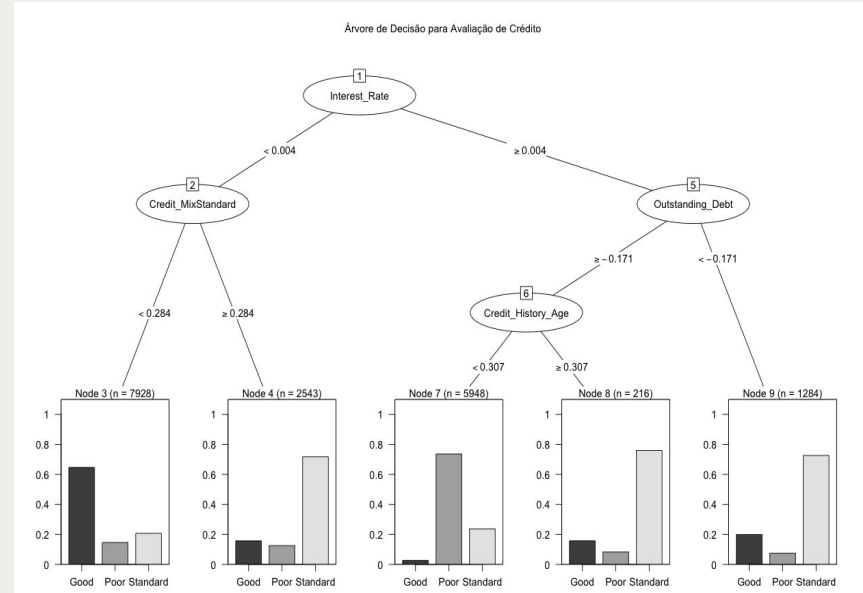 Árvore de Decisão para Avaliação de Crédito
1
Interest_Rate
< 0.004
≥ 0.004
2
Credit_MixStandard
5
Outstanding_Debt
≥ −0.171
< −0.171
6
Credit_History_Age
< 0.284
≥ 0.284
< 0.307
≥ 0.307
Node 3 (n = 7928)
1
0.8
0.6
0.4
0.2
0
Good Poor Standard
Node 4 (n = 2543)
1
0.8
0.6
0.4
0.2
0
Good Poor Standard
Node 7 (n = 5948)
1
0.8
0.6
0.4
0.2
0
Good Poor Standard
Node 8 (n = 216)
1
0.8
0.6
0.4
0.2
0
Good Poor Standard
Node 9 (n = 1284)
1
0.8
0.6
0.4
0.2
0
Good Poor Standard